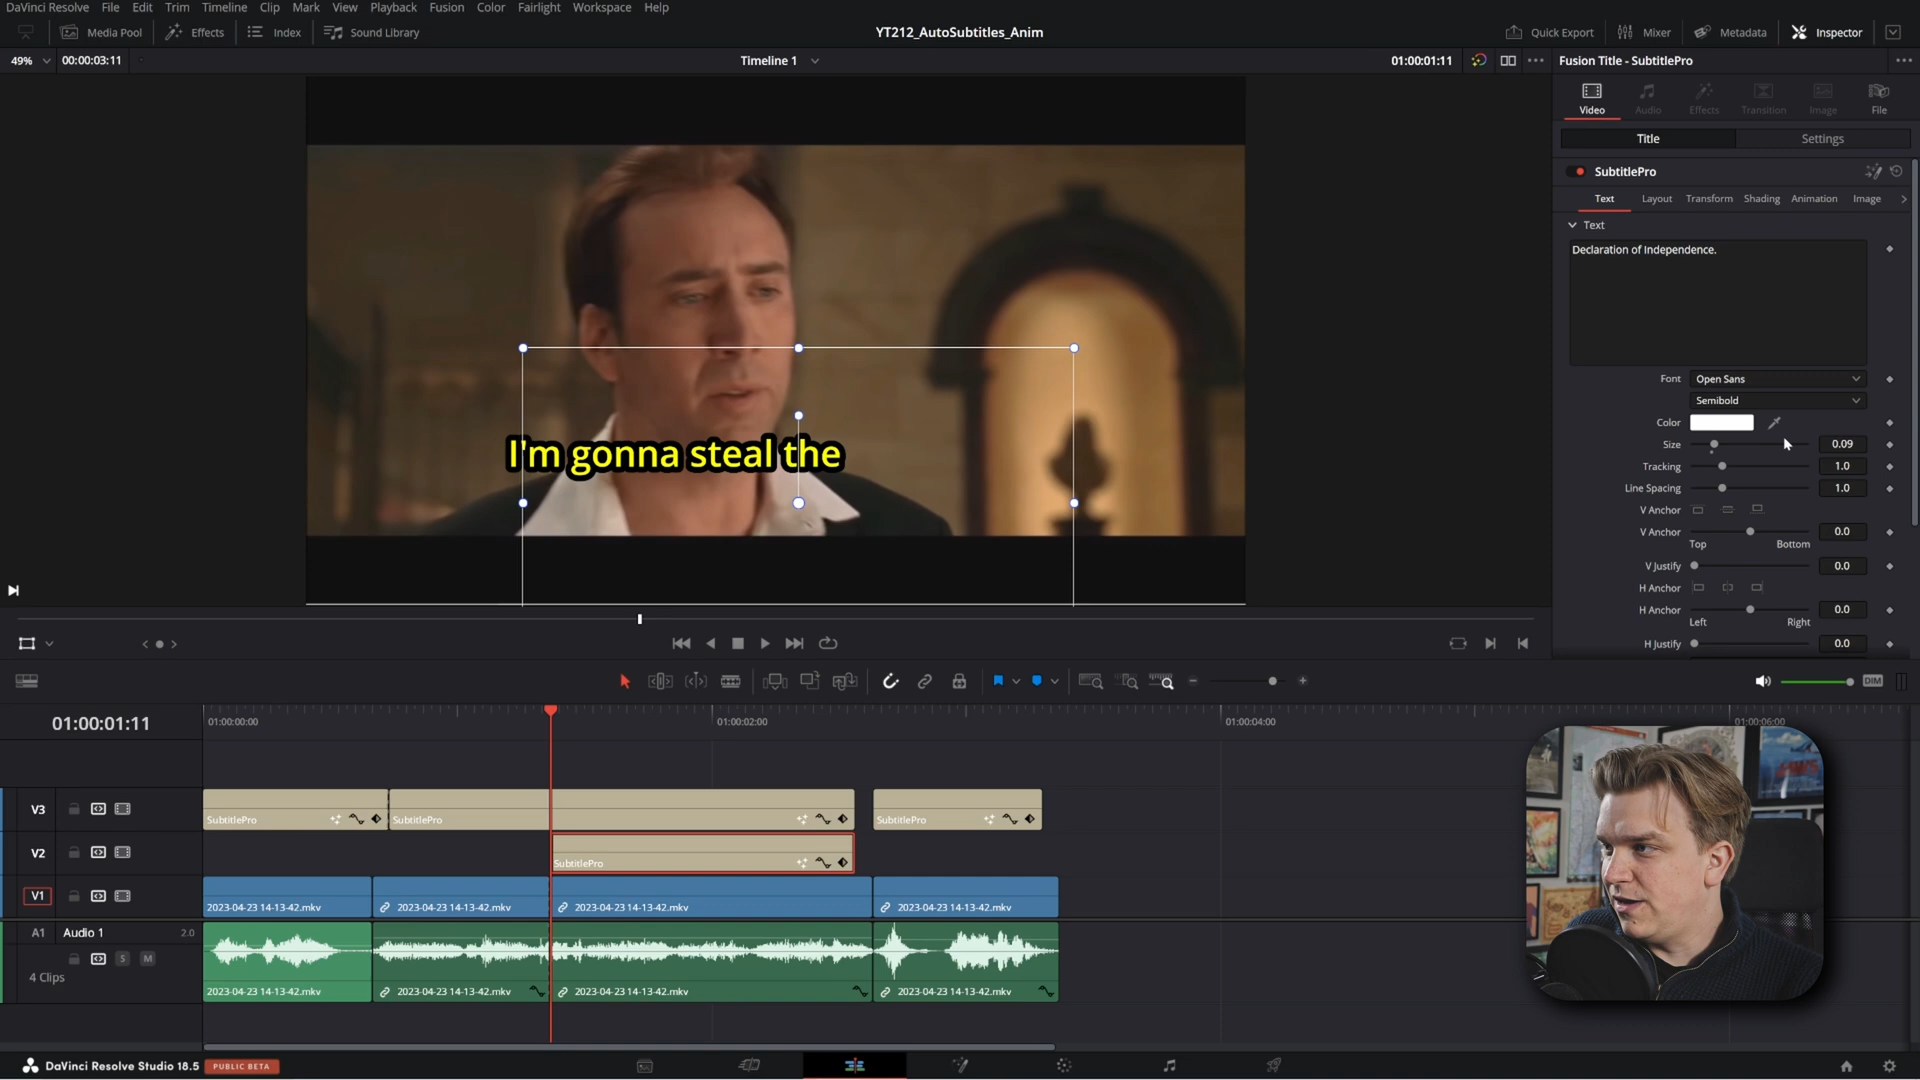 DaVinci Resolve File Edit Trim Timeline Clip Mark View Playback Fusion Color Fairlight Workspace Help
Media Pool Effects Index Sound Library YT212_AutoSubtitles_Anim Quick Export Mixer Metadata Inspector
49% 00:00:03:11 Timeline 1 01:00:01:11 Fusion Title - SubtitlePro
Video Audio Effects Transition Image File
Title Settings
SubtitlePro
Text Layout Transform Shading Animation Image
Text
Declaration of Independence.
Font Open Sans
Semibold
Color
Size 0.09
Tracking 1.0
Line Spacing 1.0
V Anchor
V Anchor 0.0
Top Bottom
V Justify 0.0
H Anchor
H Anchor 0.0
Left Right
H Justify 0.0
I'm gonna steal the
DIM
01:00:01:11 01:00:00:00 01:00:02:00 01:00:04:00 01:00:06:00
V3 SubtitlePro SubtitlePro SubtitlePro
V2 SubtitlePro
V1 2023-04-23 14-13-42.mkv 2023-04-23 14-13-42.mkv 2023-04-23 14-13-42.mkv 2023-04-23 14-13-42.mkv
A1 Audio 1 2.0
S M
4 Clips
2023-04-23 14-13-42.mkv 2023-04-23 14-13-42.mkv 2023-04-23 14-13-42.mkv 2023-04-23 14-13-42.mkv
DaVinci Resolve Studio 18.5 PUBLIC BETA